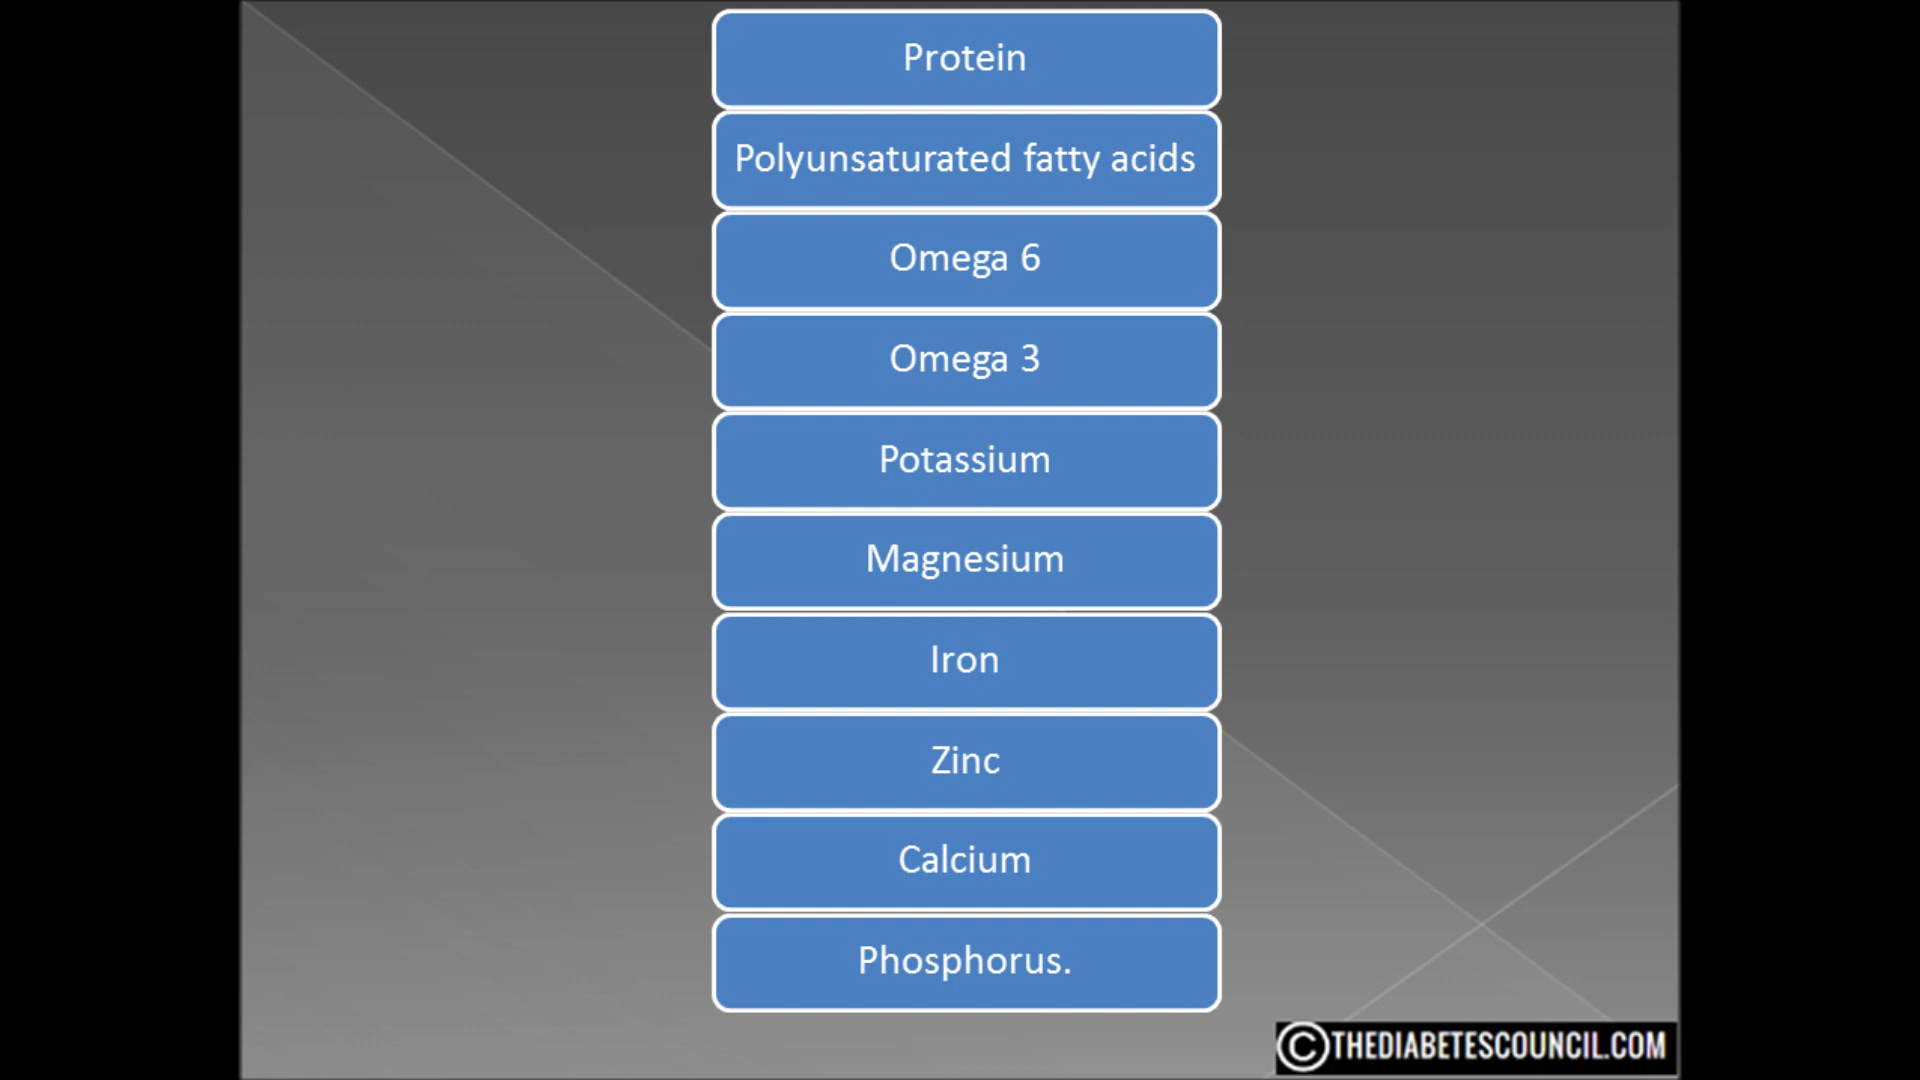 Protein
Polyunsaturated fatty acids
Omega 6
Omega 3
Potassium
Magnesium
Iron
Zinc
Calcium
Phosphorus.
©THEDIABETESCOUNCIL.COM